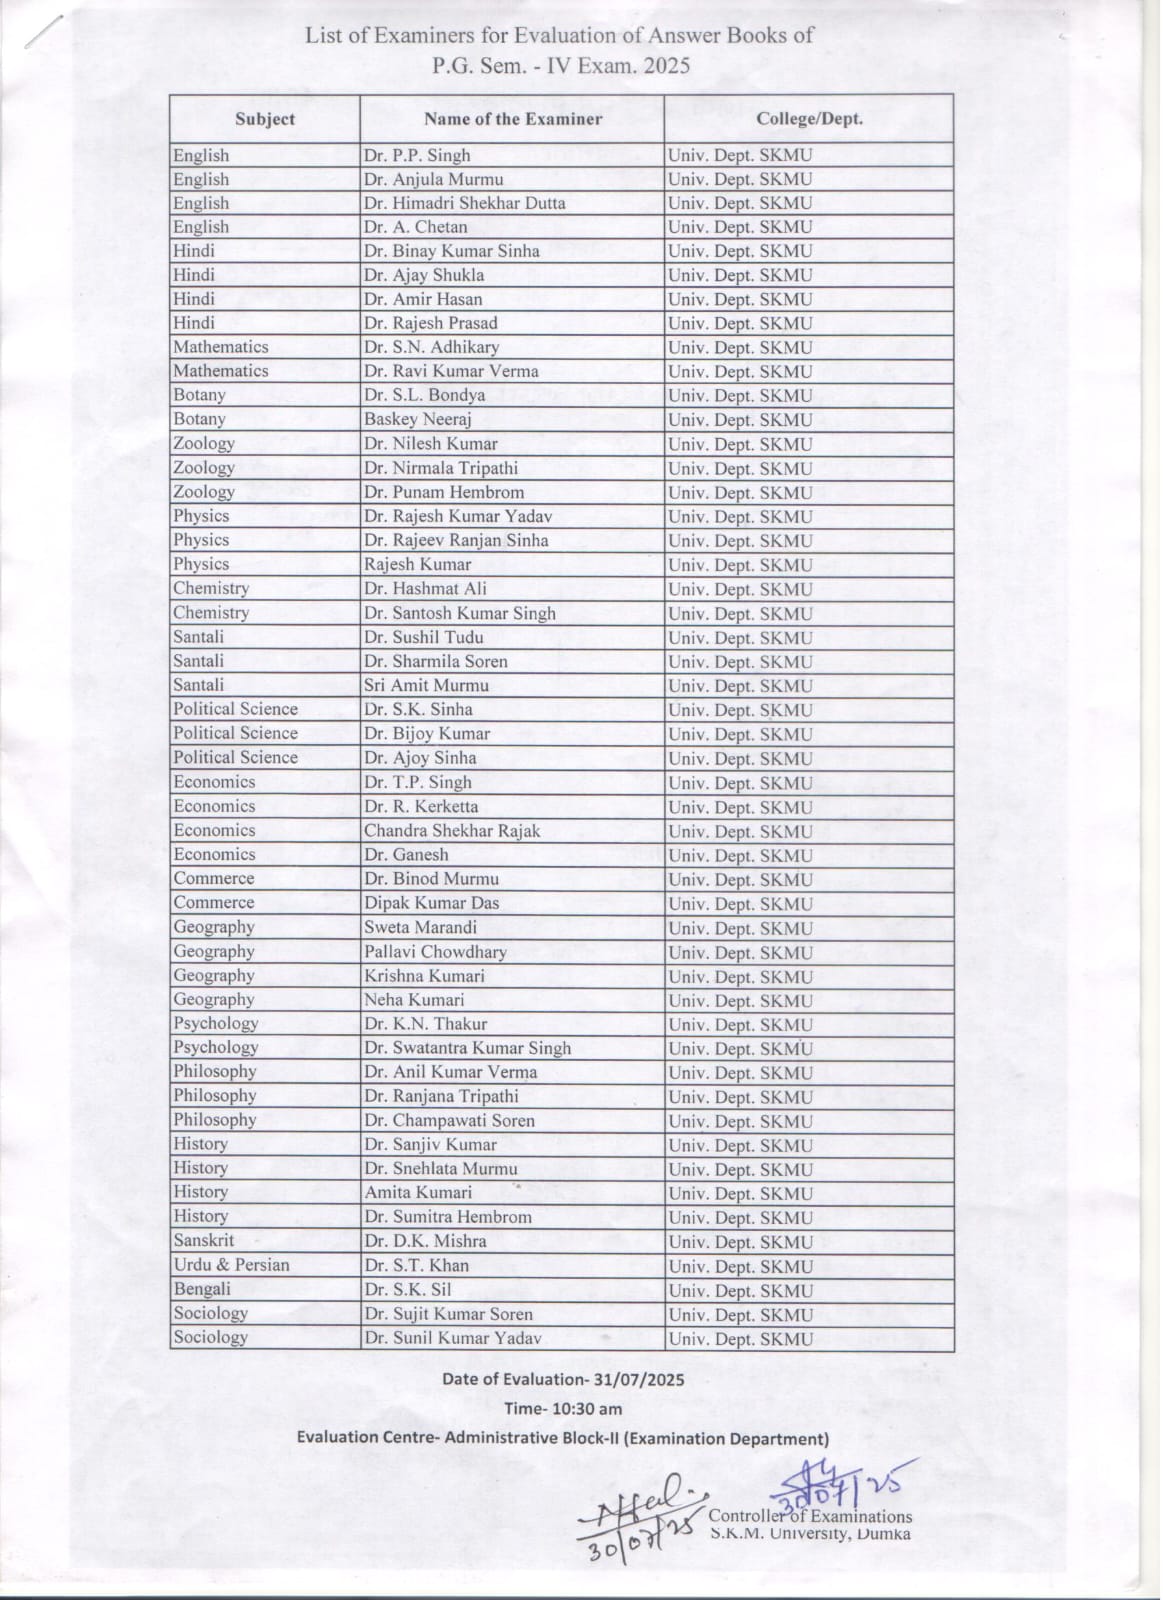 List of Examiners for Evaluation of Answer Books of
P.G. Sem. - IV Exam. 2025
Subject Name of the Examiner College/Dept.
English Dr. P.P. Singh Univ. Dept. SKMU
English Dr. Anjula Murmu Univ. Dept. SKMU
English Dr. Himadri Shekhar Dutta Univ. Dept. SKMU
English Dr. A. Chetan Univ. Dept. SKMU
Hindi Dr. Binay Kumar Sinha Univ. Dept. SKMU
Hindi Dr. Ajay Shukla Univ. Dept. SKMU
Hindi Dr. Amir Hasan Univ. Dept. SKMU
Hindi Dr. Rajesh Prasad Univ. Dept. SKMU
Mathematics Dr. S.N. Adhikary Univ. Dept. SKMU
Mathematics Dr. Ravi Kumar Verma Univ. Dept. SKMU
Botany Dr. S.L. Bondya Univ. Dept. SKMU
Botany Baskey Neeraj Univ. Dept. SKMU
Zoology Dr. Nilesh Kumar Univ. Dept. SKMU
Zoology Dr. Nirmala Tripathi Univ. Dept. SKMU
Zoology Dr. Punam Hembrom Univ. Dept. SKMU
Physics Dr. Rajesh Kumar Yadav Univ. Dept. SKMU
Physics Dr. Rajeev Ranjan Sinha Univ. Dept. SKMU
Physics Rajesh Kumar Univ. Dept. SKMU
Chemistry Dr. Hashmat Ali Univ. Dept. SKMU
Chemistry Dr. Santosh Kumar Singh Univ. Dept. SKMU
Santali Dr. Sushil Tudu Univ. Dept. SKMU
Santali Dr. Sharmila Soren Univ. Dept. SKMU
Santali Sri Amit Murmu Univ. Dept. SKMU
Political Science Dr. S.K. Sinha Univ. Dept. SKMU
Political Science Dr. Bijoy Kumar Univ. Dept. SKMU
Political Science Dr. Ajoy Sinha Univ. Dept. SKMU
Economics Dr. T.P. Singh Univ. Dept. SKMU
Economics Dr. R. Kerketta Univ. Dept. SKMU
Economics Chandra Shekhar Rajak Univ. Dept. SKMU
Economics Dr. Ganesh Univ. Dept. SKMU
Commerce Dr. Binod Murmu Univ. Dept. SKMU
Commerce Dipak Kumar Das Univ. Dept. SKMU
Geography Sweta Marandi Univ. Dept. SKMU
Geography Pallavi Chowdhary Univ. Dept. SKMU
Geography Krishna Kumari Univ. Dept. SKMU
Geography Neha Kumari Univ. Dept. SKMU
Psychology Dr. K.N. Thakur Univ. Dept. SKMU
Psychology Dr. Swatantra Kumar Singh Univ. Dept. SKMU
Philosophy Dr. Anil Kumar Verma Univ. Dept. SKMU
Philosophy Dr. Ranjana Tripathi Univ. Dept. SKMU
Philosophy Dr. Champawati Soren Univ. Dept. SKMU
History Dr. Sanjiv Kumar Univ. Dept. SKMU
History Dr. Snehlata Murmu Univ. Dept. SKMU
History Amita Kumari Univ. Dept. SKMU
History Dr. Sumitra Hembrom Univ. Dept. SKMU
Sanskrit Dr. D.K. Mishra Univ. Dept. SKMU
Urdu & Persian Dr. S.T. Khan Univ. Dept. SKMU
Bengali Dr. S.K. Sil Univ. Dept. SKMU
Sociology Dr. Sujit Kumar Soren Univ. Dept. SKMU
Sociology Dr. Sunil Kumar Yadav Univ. Dept. SKMU
Date of Evaluation- 31/07/2025
Time- 10:30 am
Evaluation Centre- Administrative Block-II (Examination Department)
30/07/25
Controller of Examinations
S.K.M. University, Dumka
30/07/25